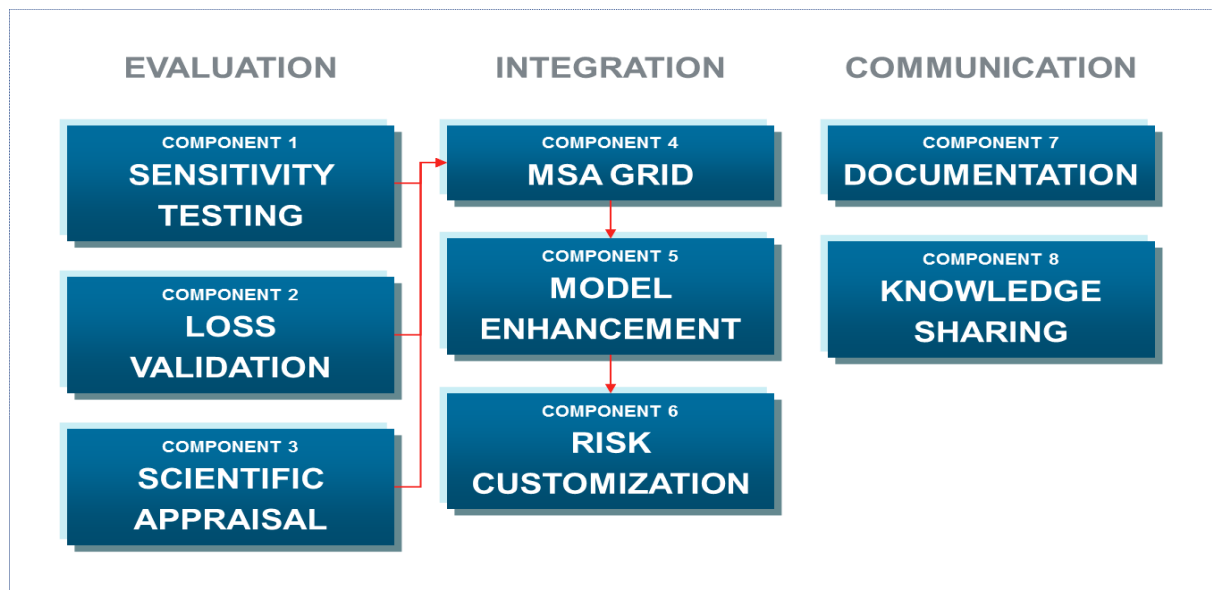 EVALUATION
COMPONENT 1
SENSITIVITY
TESTING
COMPONENT 2
LOSS
VALIDATION
COMPONENT 3
SCIENTIFIC
APPRAISAL
INTEGRATION
COMPONENT 4
MSA GRID
COMPONENT 5
MODEL
ENHANCEMENT
COMPONENT 6
RISK
CUSTOMIZATION
COMMUNICATION
COMPONENT 7
DOCUMENTATION
COMPONENT 8
KNOWLEDGE
SHARING